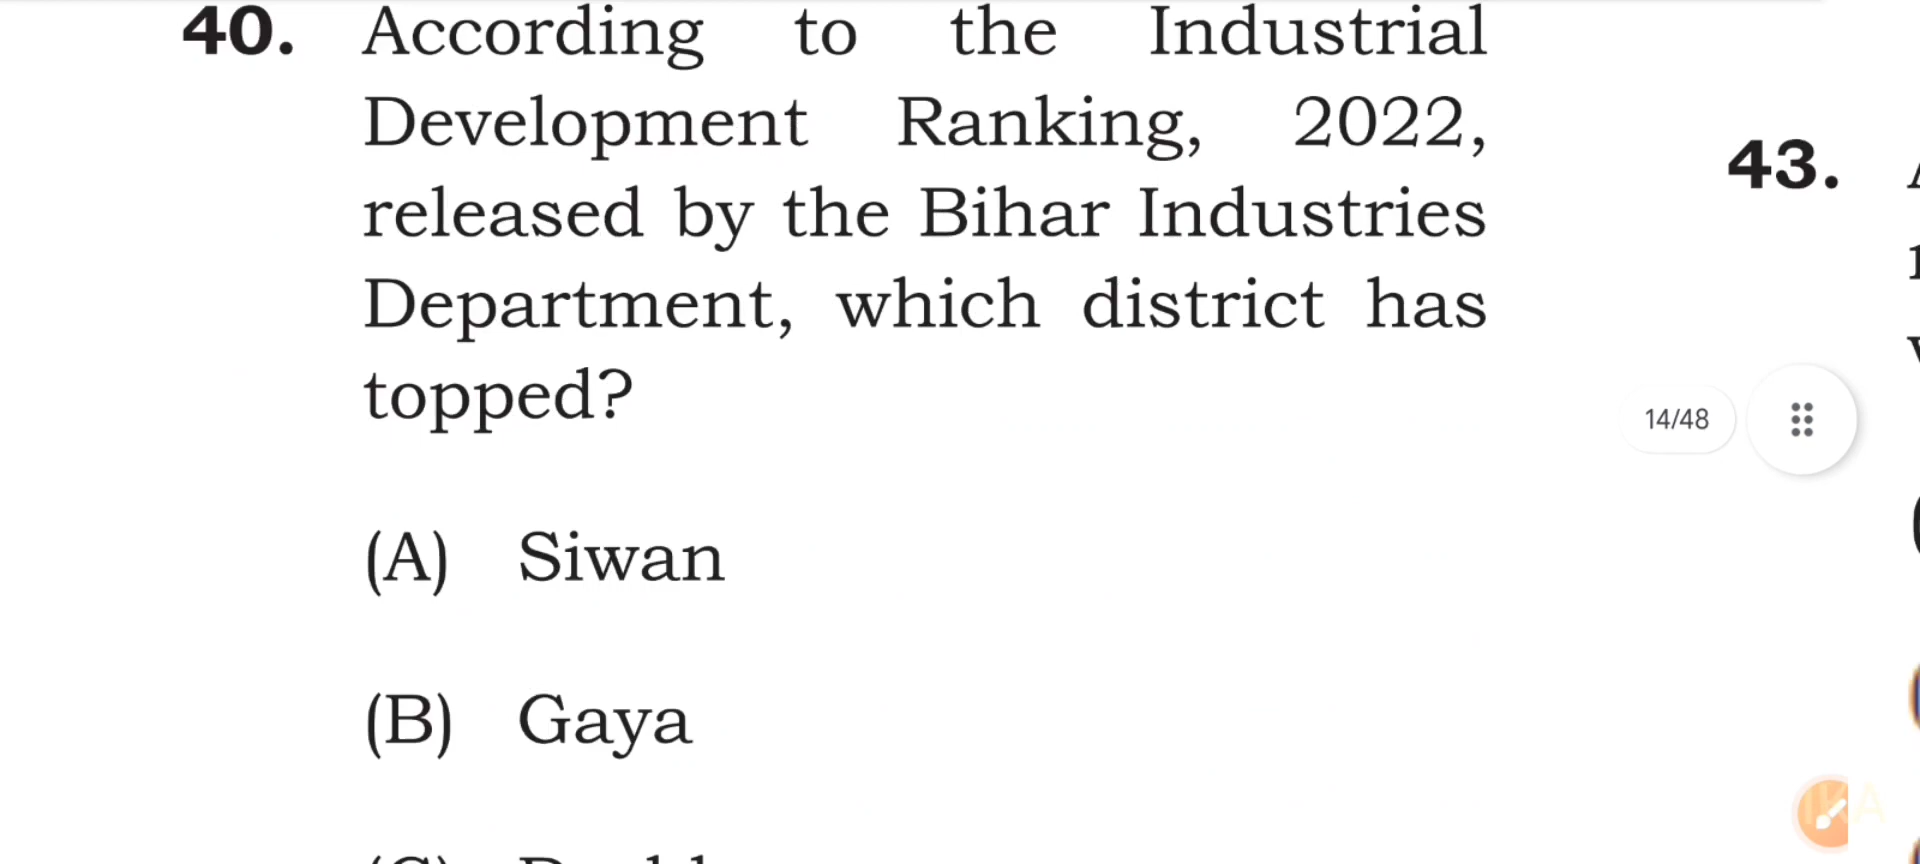 40. According to the Industrial
Development Ranking, 2022,
released by the Bihar Industries
Department, which district has
topped?
(A) Siwan
(B) Gaya
43.
14/48